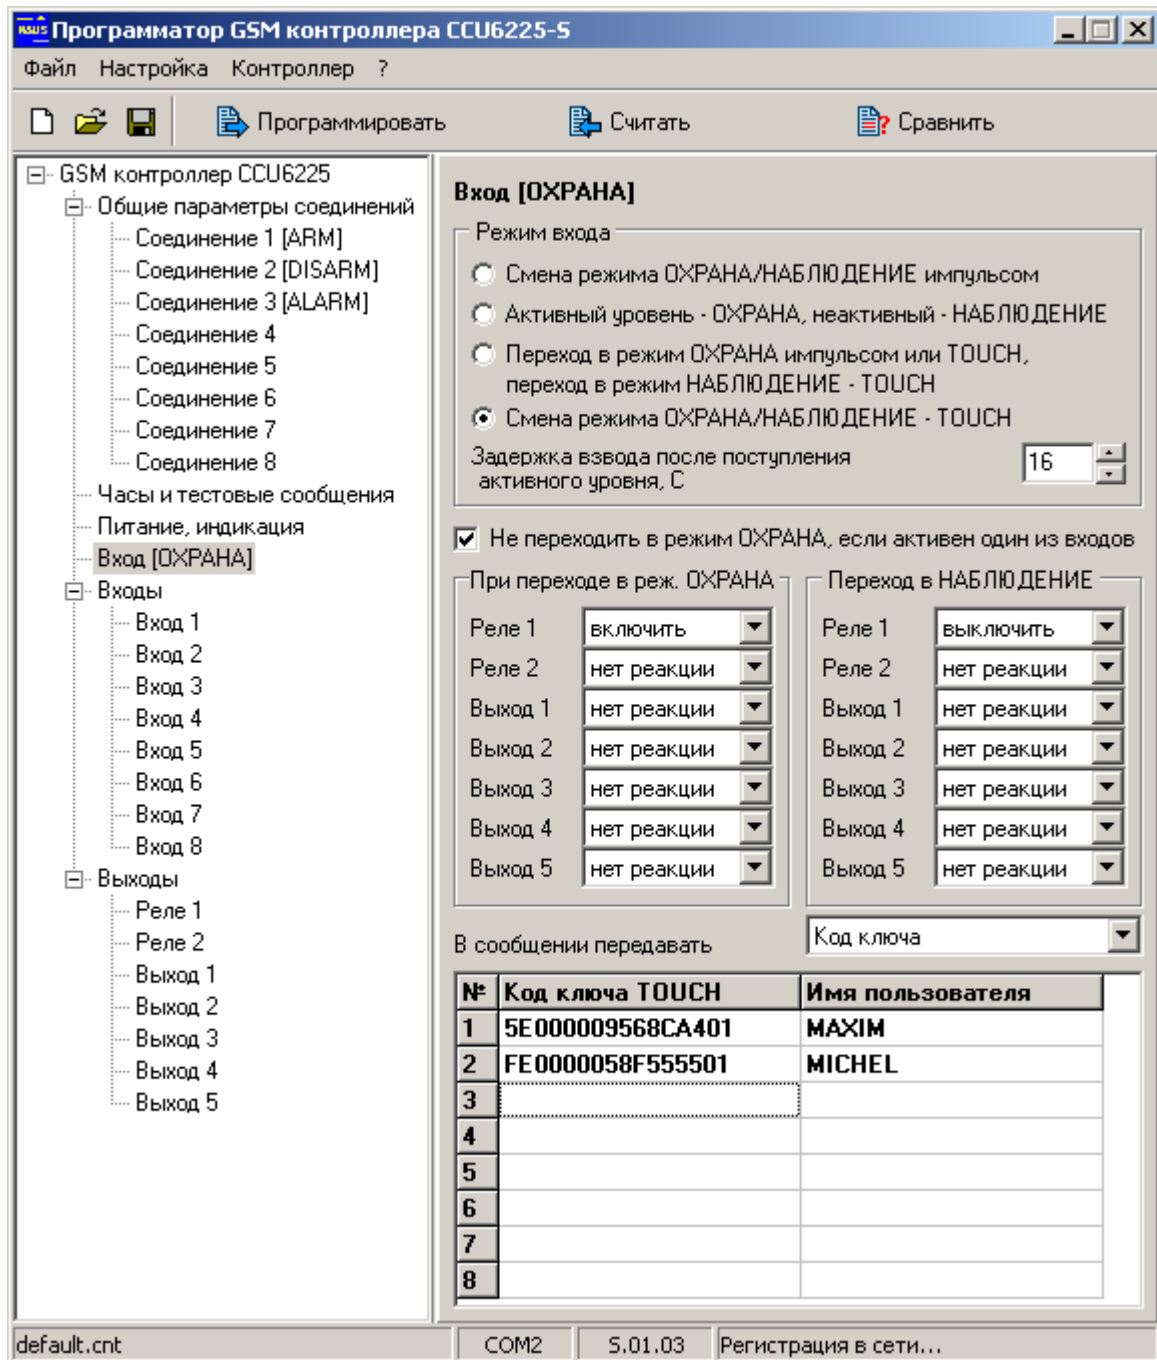 Программатор GSM контроллера CCU6225-S
Файл Настройка Контроллер ?
Программировать Считать Сравнить
GSM контроллер CCU6225
Общие параметры соединений
Соединение 1 [ARM]
Соединение 2 [DISARM]
Соединение 3 [ALARM]
Соединение 4
Соединение 5
Соединение 6
Соединение 7
Соединение 8
Часы и тестовые сообщения
Питание, индикация
Вход [ОХРАНА]
Входы
Вход 1
Вход 2
Вход 3
Вход 4
Вход 5
Вход 6
Вход 7
Вход 8
Выходы
Реле 1
Реле 2
Выход 1
Выход 2
Выход 3
Выход 4
Выход 5
Вход [ОХРАНА]
Режим входа
Смена режима ОХРАНА/НАБЛЮДЕНИЕ импульсом
Активный уровень - ОХРАНА, неактивный - НАБЛЮДЕНИЕ
Переход в режим ОХРАНА импульсом или TOUCH,
переход в режим НАБЛЮДЕНИЕ - TOUCH
Смена режима ОХРАНА/НАБЛЮДЕНИЕ - TOUCH
Задержка взвода после поступления
активного уровня, С
16
Не переходить в режим ОХРАНА, если активен один из входов
При переходе в реж. ОХРАНА
Реле 1 включить
Реле 2 нет реакции
Выход 1 нет реакции
Выход 2 нет реакции
Выход 3 нет реакции
Выход 4 нет реакции
Выход 5 нет реакции
Переход в НАБЛЮДЕНИЕ
Реле 1 выключить
Реле 2 нет реакции
Выход 1 нет реакции
Выход 2 нет реакции
Выход 3 нет реакции
Выход 4 нет реакции
Выход 5 нет реакции
В сообщении передавать Код ключа
№ Код ключа TOUCH Имя пользователя
1 5E000009568CA401 MAXIM
2 FE0000058F555501 MICHEL
3
4
5
6
7
8
default.cnt COM2 5.01.03 Регистрация в сети...